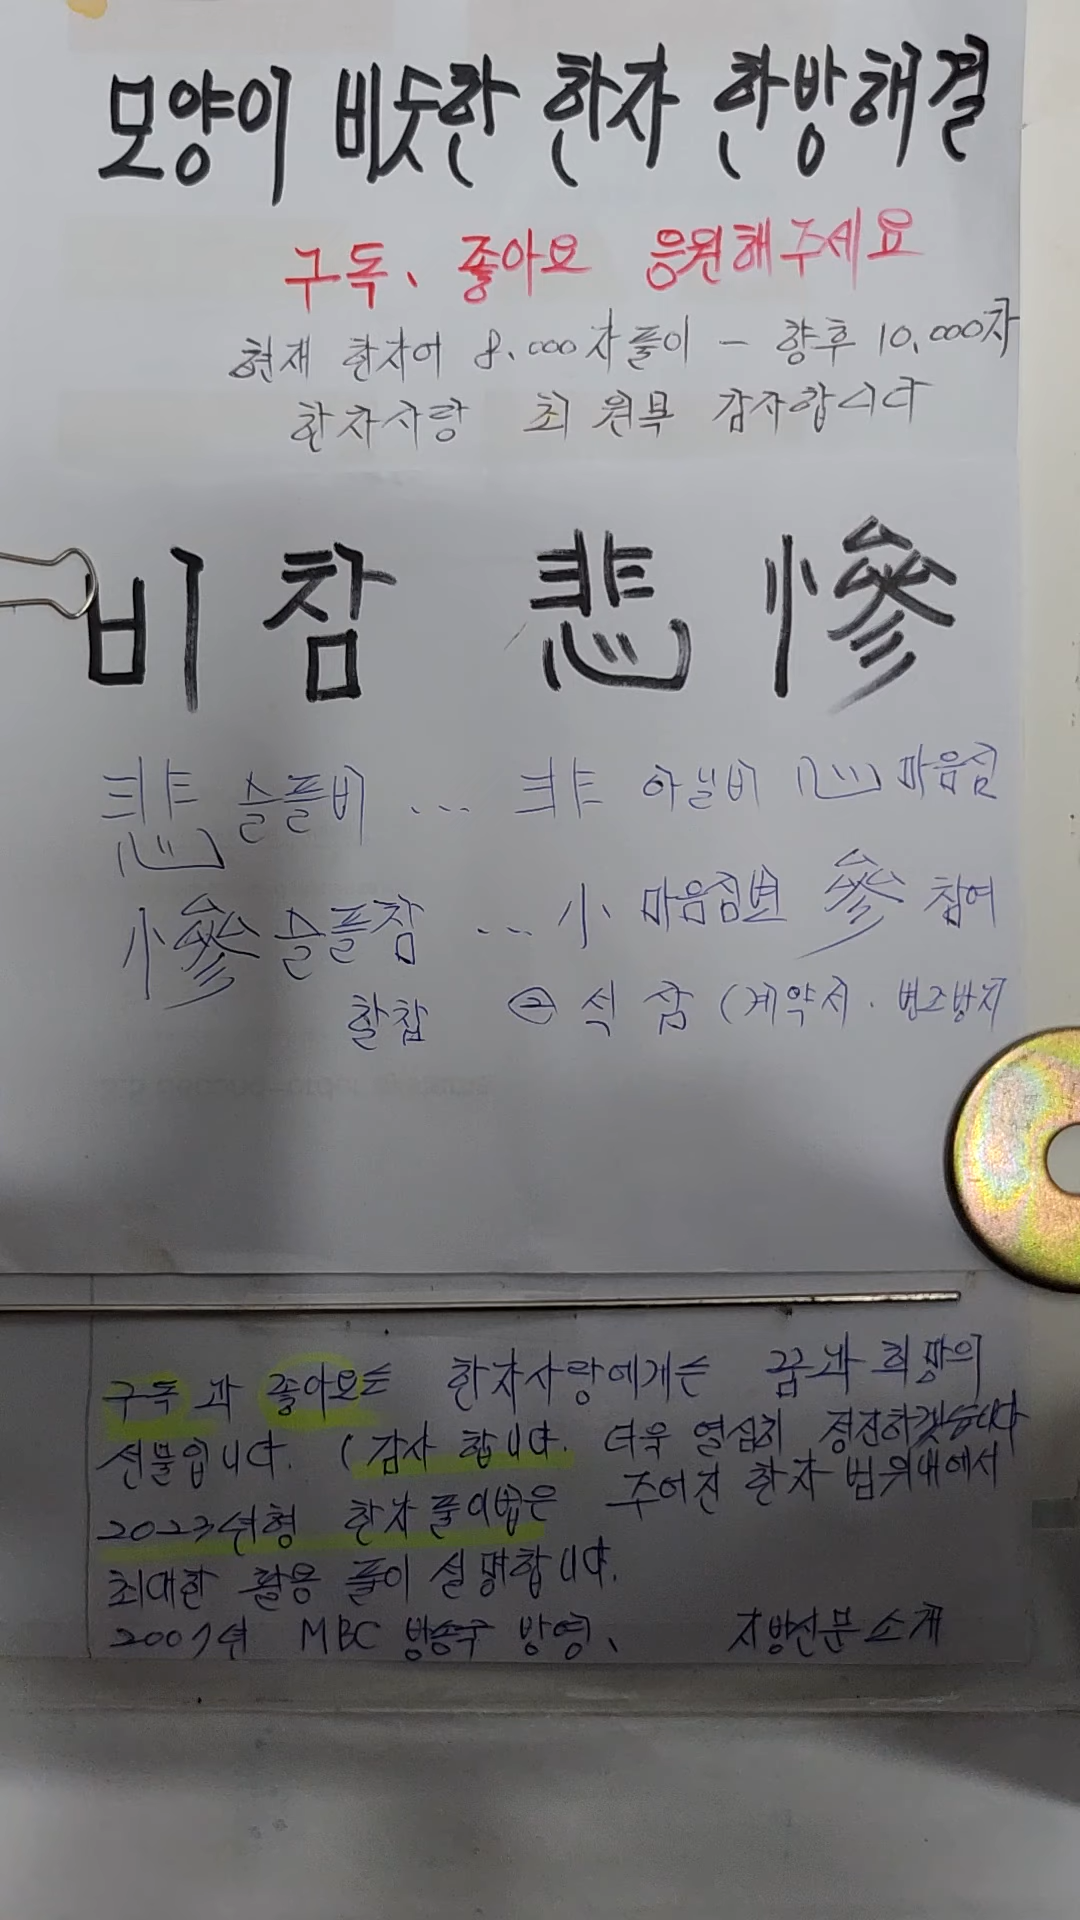 모양이 비슷한 한자 한방해결
구독、 좋아요 응원해주세요
현재 한자어 8.000자풀이 - 향후 10.000자
한자사랑 최원복 감사합니다
비참 悲慘
悲 슬플비 ... 非 아닐비 心 마음심
慘 슬플참 ... 忄 마음심변 參 참여
할참 ㊁ 석 삼 (계약서 · 변조방지
구독과 좋아요는 한자사랑에게는 꿈과 희망의
선물입니다. (감사 합니다. 더욱 열심히 정진하겠습니다
2023년형 한자풀이법은 주어진 한자 범위내에서
최대한 활용 풀이 설명합니다.
2007년 MBC 방송국 방영、 지방신문소개